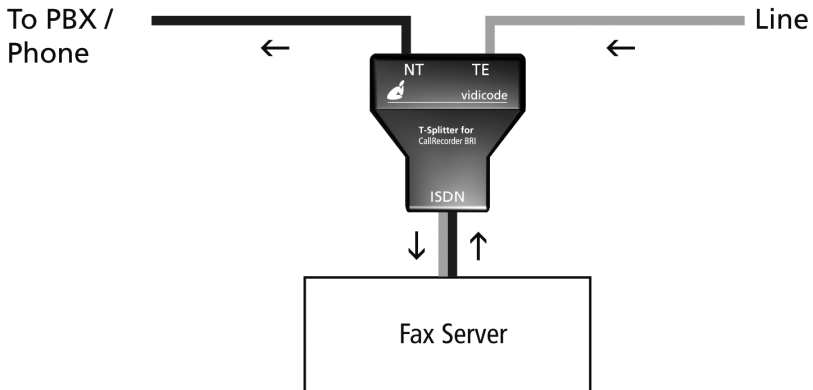 To PBX /
Phone
Line
NT TE
vidicode
T-Splitter for
CallRecorder BRI
ISDN
Fax Server